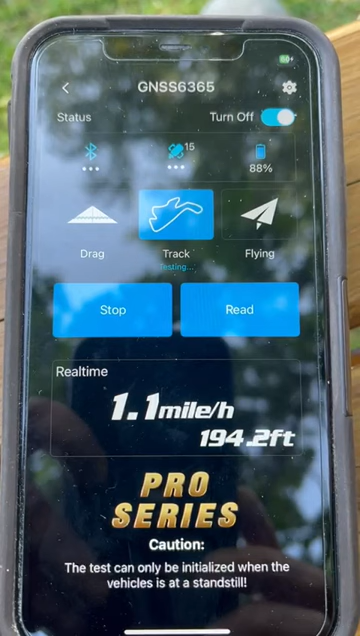 GNSS6365
Status Turn Off
15
88%
Drag Track Flying
Testing...
Stop Read
Realtime
1.1mile/h
194.2ft
PRO
SERIES
Caution:
The test can only be initialized when the
vehicles is at a standstill!